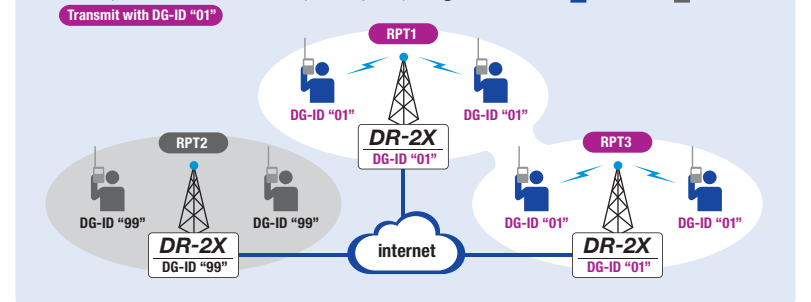 Transmit with DG-ID “01”
RPT1
DG-ID “01”
DG-ID “01”
DR-2X
DG-ID “01”
RPT2
DG-ID “99”
DG-ID “99”
DR-2X
DG-ID “99”
RPT3
DG-ID “01”
DG-ID “01”
DR-2X
DG-ID “01”
internet